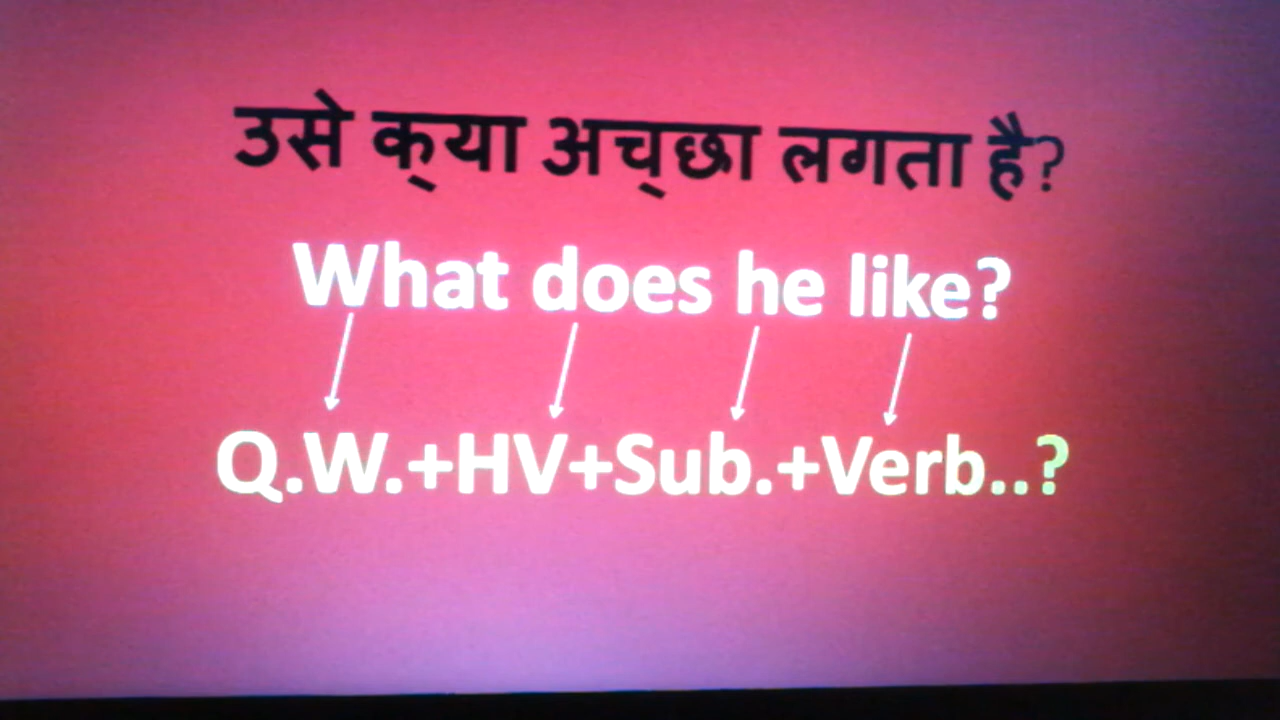 उसे क्या अच्छा लगता है?
What does he like?
Q.W.+HV+Sub.+Verb..?